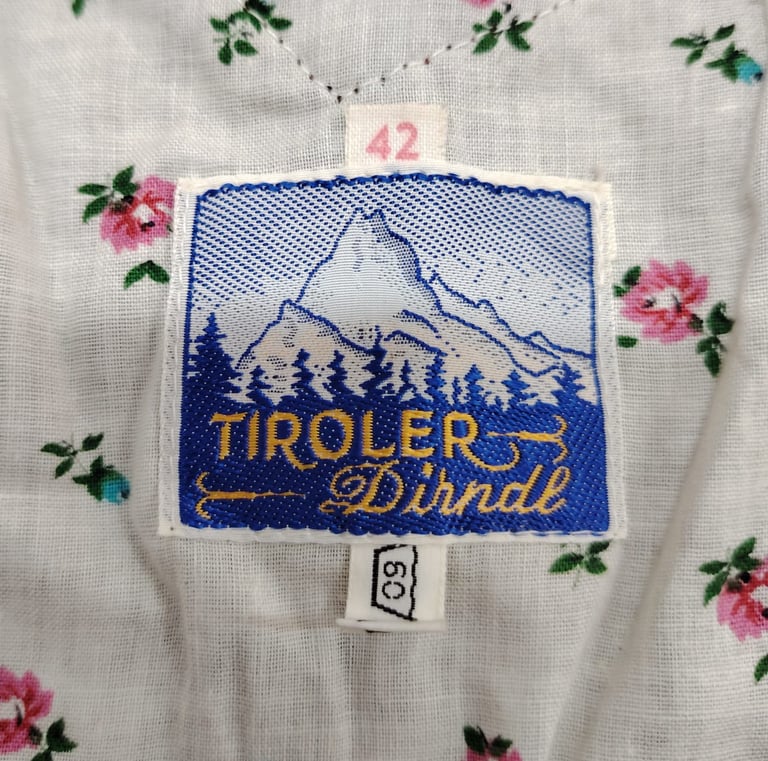 42
TIROLER
Dirndl
60